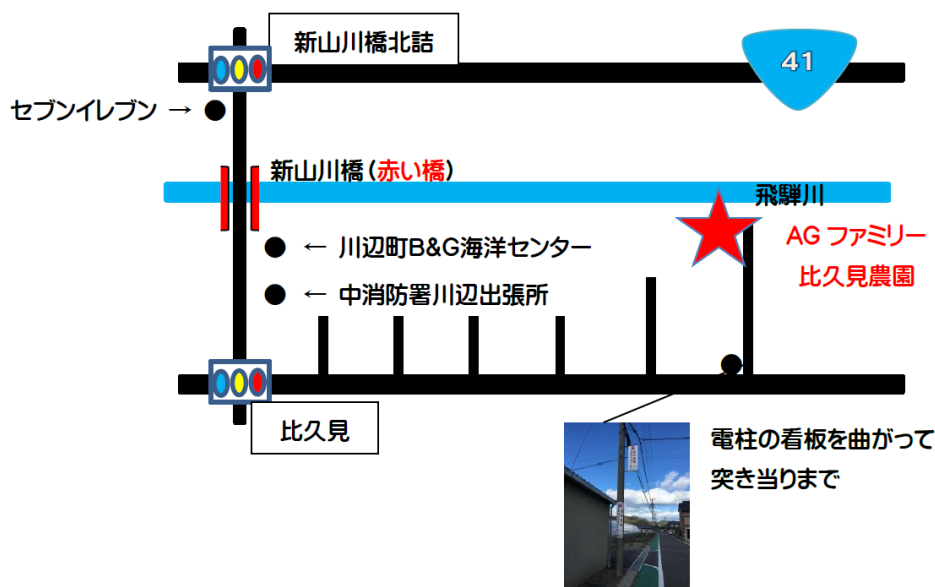 新山川橋北詰
41
セブンイレブン → ●
新山川橋(赤い橋)
飛騨川
● ← 川辺町B&G海洋センター
AG ファミリー
比久見農園
● ← 中消防署川辺出張所
比久見
電柱の看板を曲がって
突き当りまで